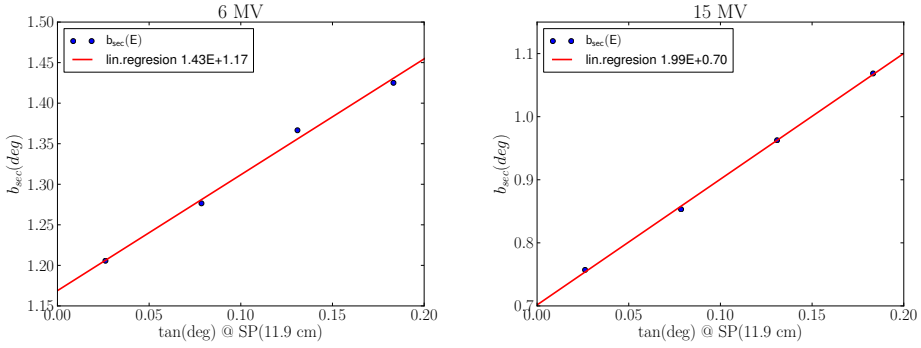 6 MV
b_sec(E)
lin.regresion 1.43E+1.17
1.50
1.45
1.40
1.35
1.30
1.25
1.20
1.15
b_sec(deg)
0.00 0.05 0.10 0.15 0.20
tan(deg) @ SP(11.9 cm)
15 MV
b_sec(E)
lin.regresion 1.99E+0.70
1.1
1.0
0.9
0.8
0.7
b_sec(deg)
0.00 0.05 0.10 0.15 0.20
tan(deg) @ SP(11.9 cm)